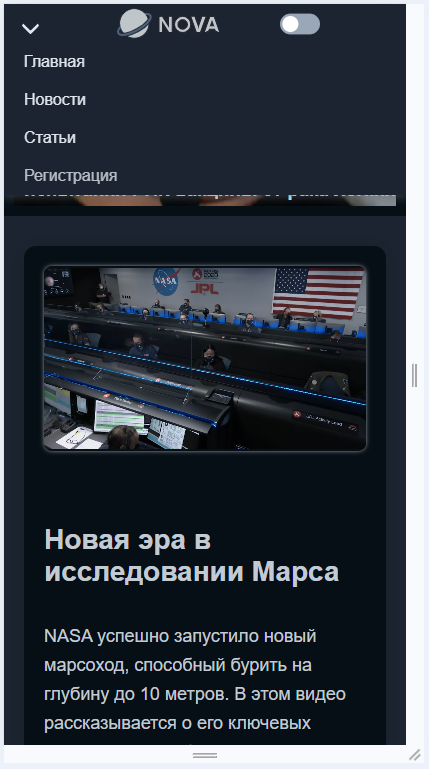 NOVA
Главная
Новости
Статьи
Регистрация
NASA
JPL
Новая эра в
исследовании Марса
NASA успешно запустило новый
марсоход, способный бурить на
глубину до 10 метров. В этом видео
рассказывается о его ключевых